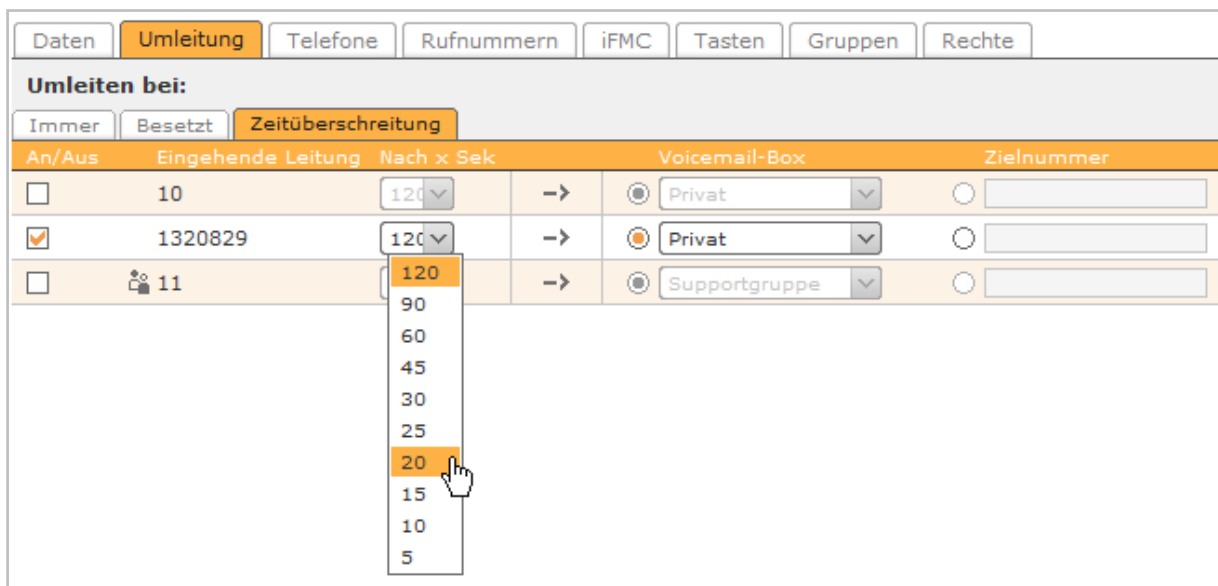 Daten Umleitung Telefone Rufnummern iFMC Tasten Gruppen Rechte
Umleiten bei:
Immer Besetzt Zeitüberschreitung
An/Aus Eingehende Leitung Nach x Sek Voicemail-Box Zielnummer
10 120 –> Privat
1320829 120 –> Privat
11 –> Supportgruppe
120
90
60
45
30
25
20
15
10
5